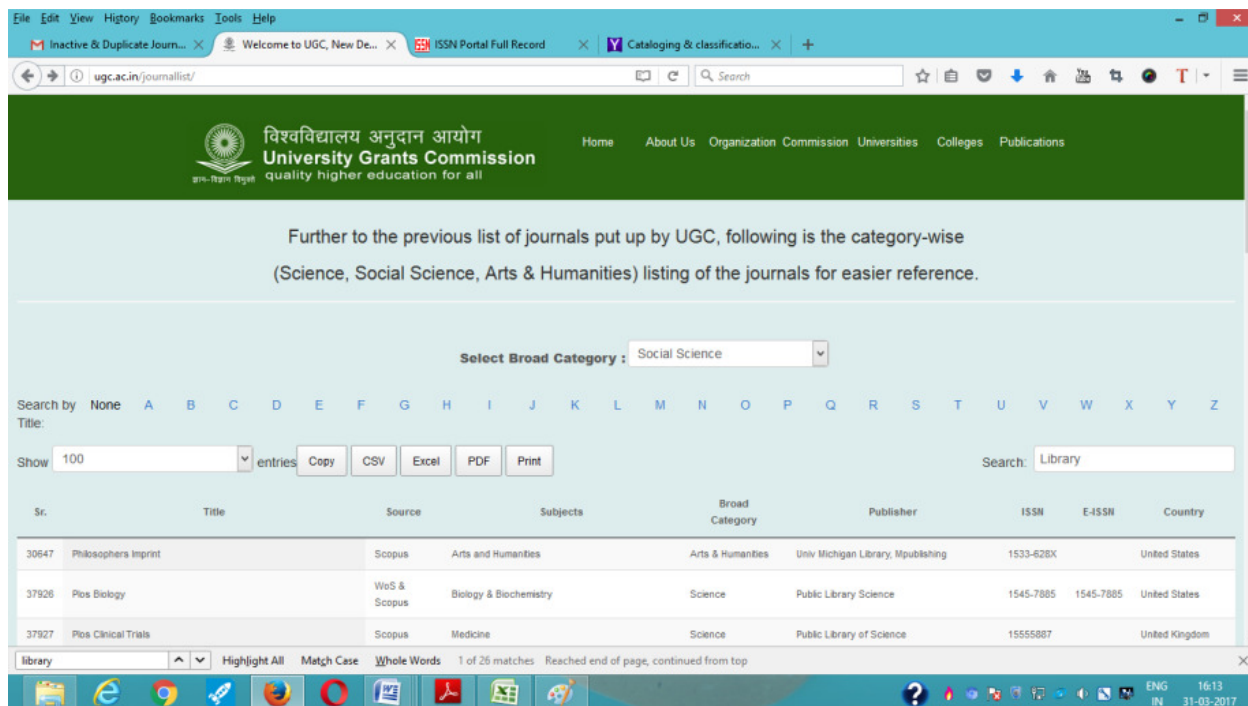 File Edit View History Bookmarks Tools Help
Inactive & Duplicate Journ... Welcome to UGC, New De... ISSN Portal Full Record Cataloging & classificatio...
ugc.ac.in/journallist/ Search
विश्वविद्यालय अनुदान आयोग
University Grants Commission
quality higher education for all
ज्ञान-विज्ञान विमुक्तये
Home About Us Organization Commission Universities Colleges Publications
Further to the previous list of journals put up by UGC, following is the category-wise
(Science, Social Science, Arts & Humanities) listing of the journals for easier reference.
Select Broad Category : Social Science
Search by Title: None A B C D E F G H I J K L M N O P Q R S T U V W X Y Z
Show 100 entries Copy CSV Excel PDF Print Search: Library
Sr. Title Source Subjects Broad Category Publisher ISSN E-ISSN Country
30647 Philosophers Imprint Scopus Arts and Humanities Arts & Humanities Univ Michigan Library, Mpublishing 1533-628X United States
37926 Plos Biology WoS & Scopus Biology & Biochemistry Science Public Library Science 1545-7885 1545-7885 United States
37927 Plos Clinical Trials Scopus Medicine Science Public Library of Science 15555887 United Kingdom
library Highlight All Match Case Whole Words 1 of 26 matches Reached end of page, continued from top
ENG 16:13
IN 31-03-2017